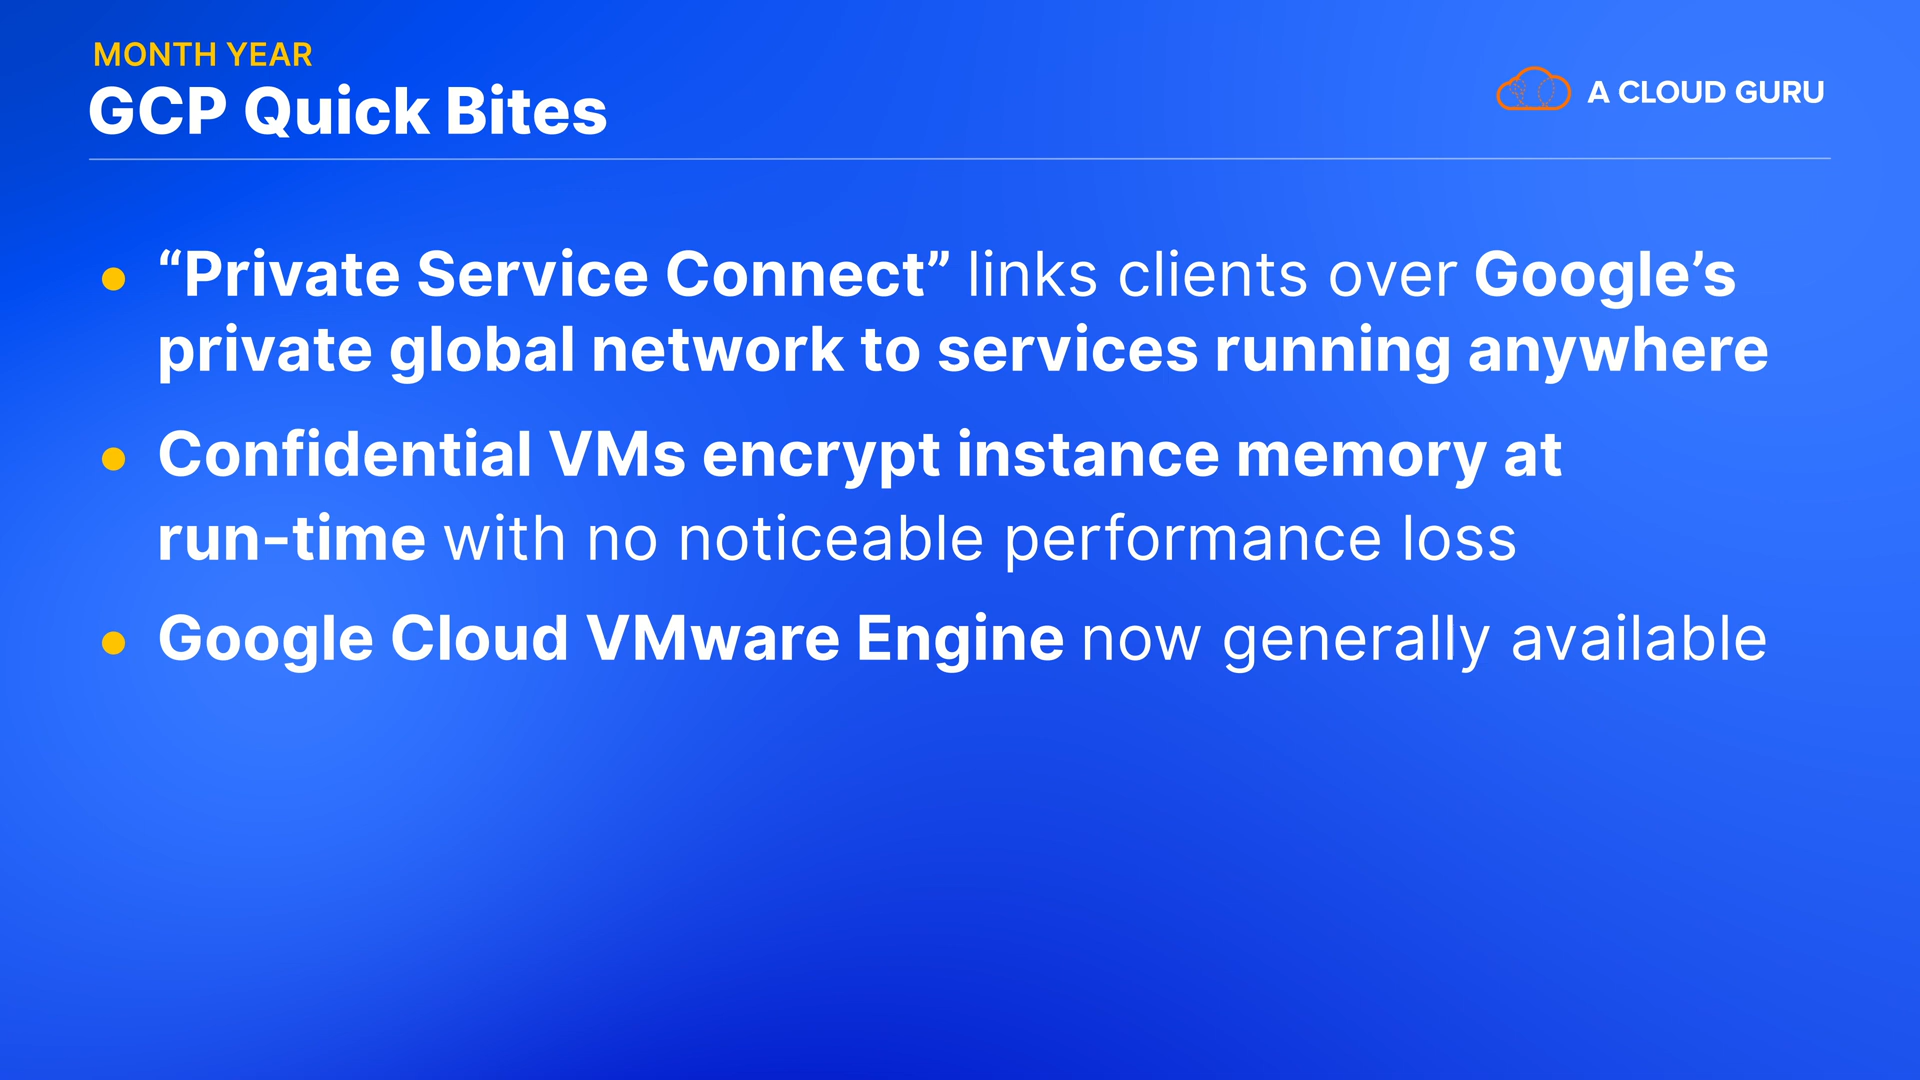 MONTH YEAR
GCP Quick Bites
A CLOUD GURU
“Private Service Connect” links clients over Google’s
private global network to services running anywhere
Confidential VMs encrypt instance memory at
run-time with no noticeable performance loss
Google Cloud VMware Engine now generally available